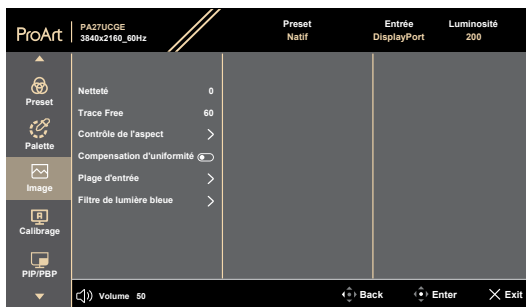 ProArt
PA27UCGE
3840x2160_60Hz
Preset
Natif
Entrée
DisplayPort
Luminosité
200
Preset
Palette
Image
Calibrage
PIP/PBP
Netteté 0
Trace Free 60
Contrôle de l'aspect
Compensation d'uniformité
Plage d'entrée
Filtre de lumière bleue
Volume 50
Back
Enter
Exit